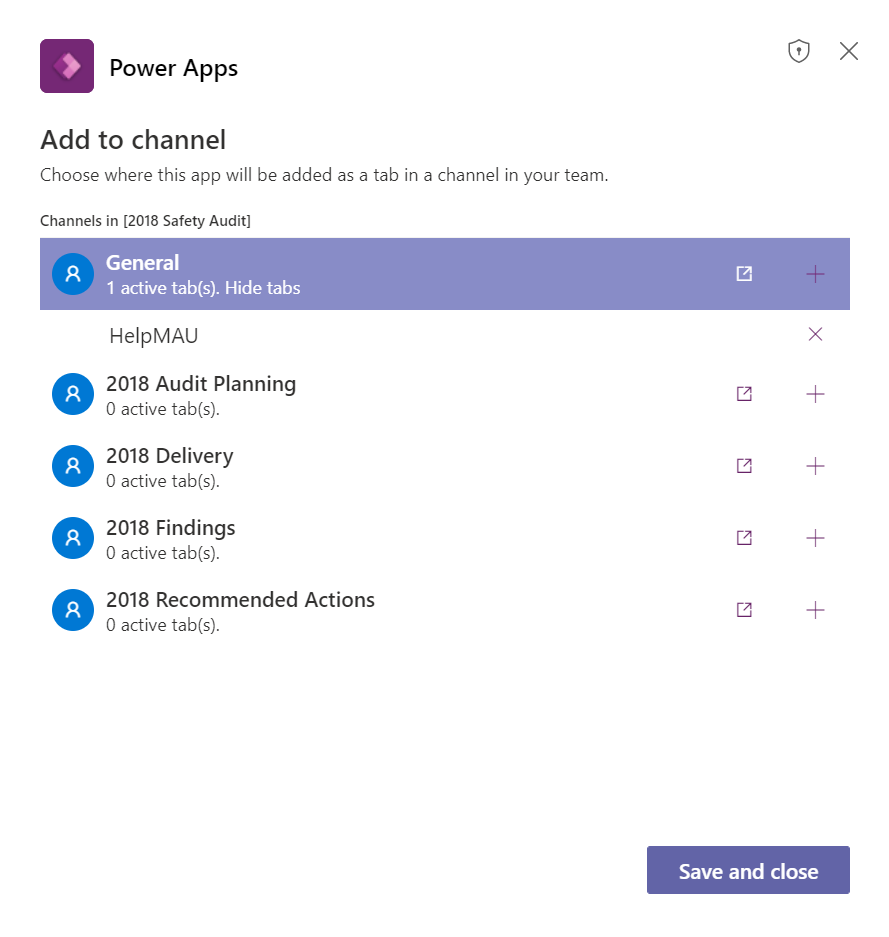 Power Apps
Add to channel
Choose where this app will be added as a tab in a channel in your team.
Channels in [2018 Safety Audit]
General
1 active tab(s). Hide tabs
HelpMAU
2018 Audit Planning
0 active tab(s).
2018 Delivery
0 active tab(s).
2018 Findings
0 active tab(s).
2018 Recommended Actions
0 active tab(s).
Save and close